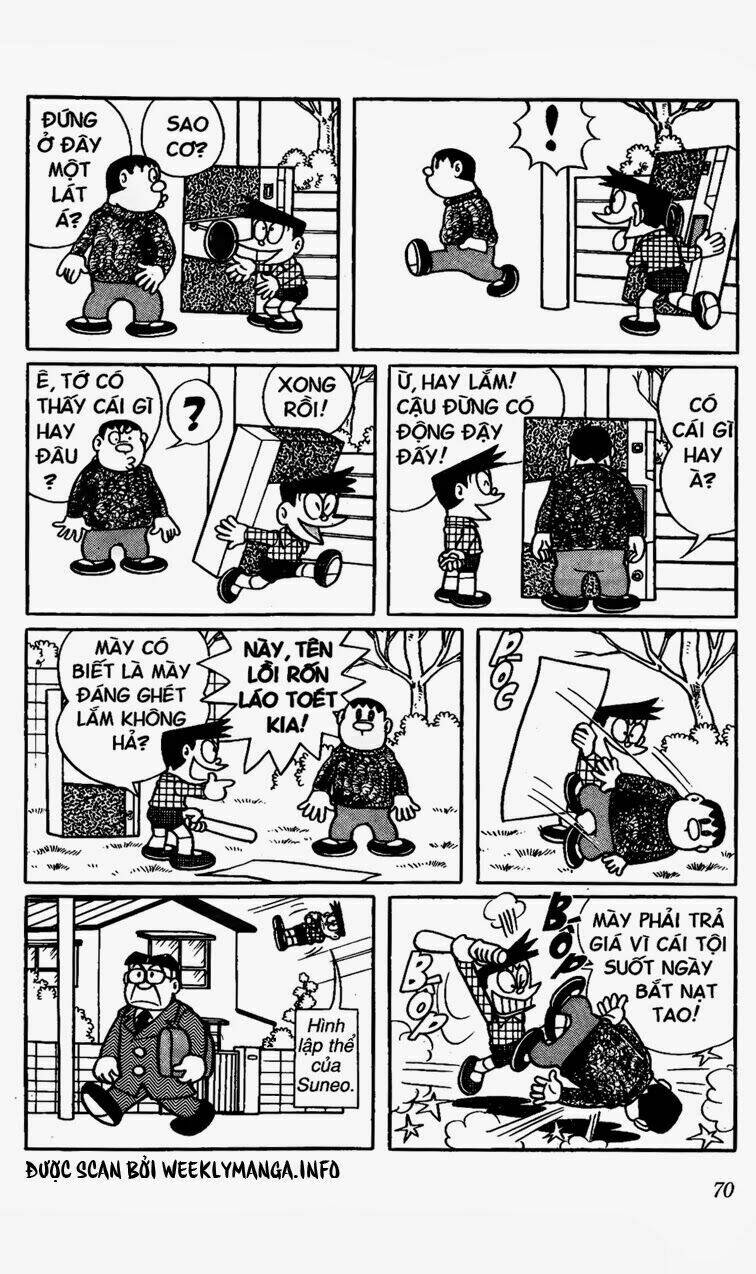 !
SAO
CƠ?
ĐỨNG
Ở ĐÂY
MỘT
LÁT
Á?
CÓ
CÁI GÌ
HAY
À?
Ừ, HAY LẮM!
CẬU ĐỪNG CÓ
ĐỘNG ĐẬY
ĐẤY!
XONG
RỒI!
?
Ê, TỚ CÓ
THẤY CÁI GÌ
HAY
ĐÂU
?
BỐC
NÀY, TÊN
LỒI RỐN
LÁO TOÉT
KIA!
MÀY CÓ
BIẾT LÀ MÀY
ĐÁNG GHÉT
LẮM KHÔNG
HẢ?
MÀY PHẢI TRẢ
GIÁ VÌ CÁI TỘI
SUỐT NGÀY
BẮT NẠT
TAO!
BỐP
BỐP
Hình
lập thể
của
Suneo.
ĐƯỢC SCAN BỞI WEEKLYMANGA.INFO
70